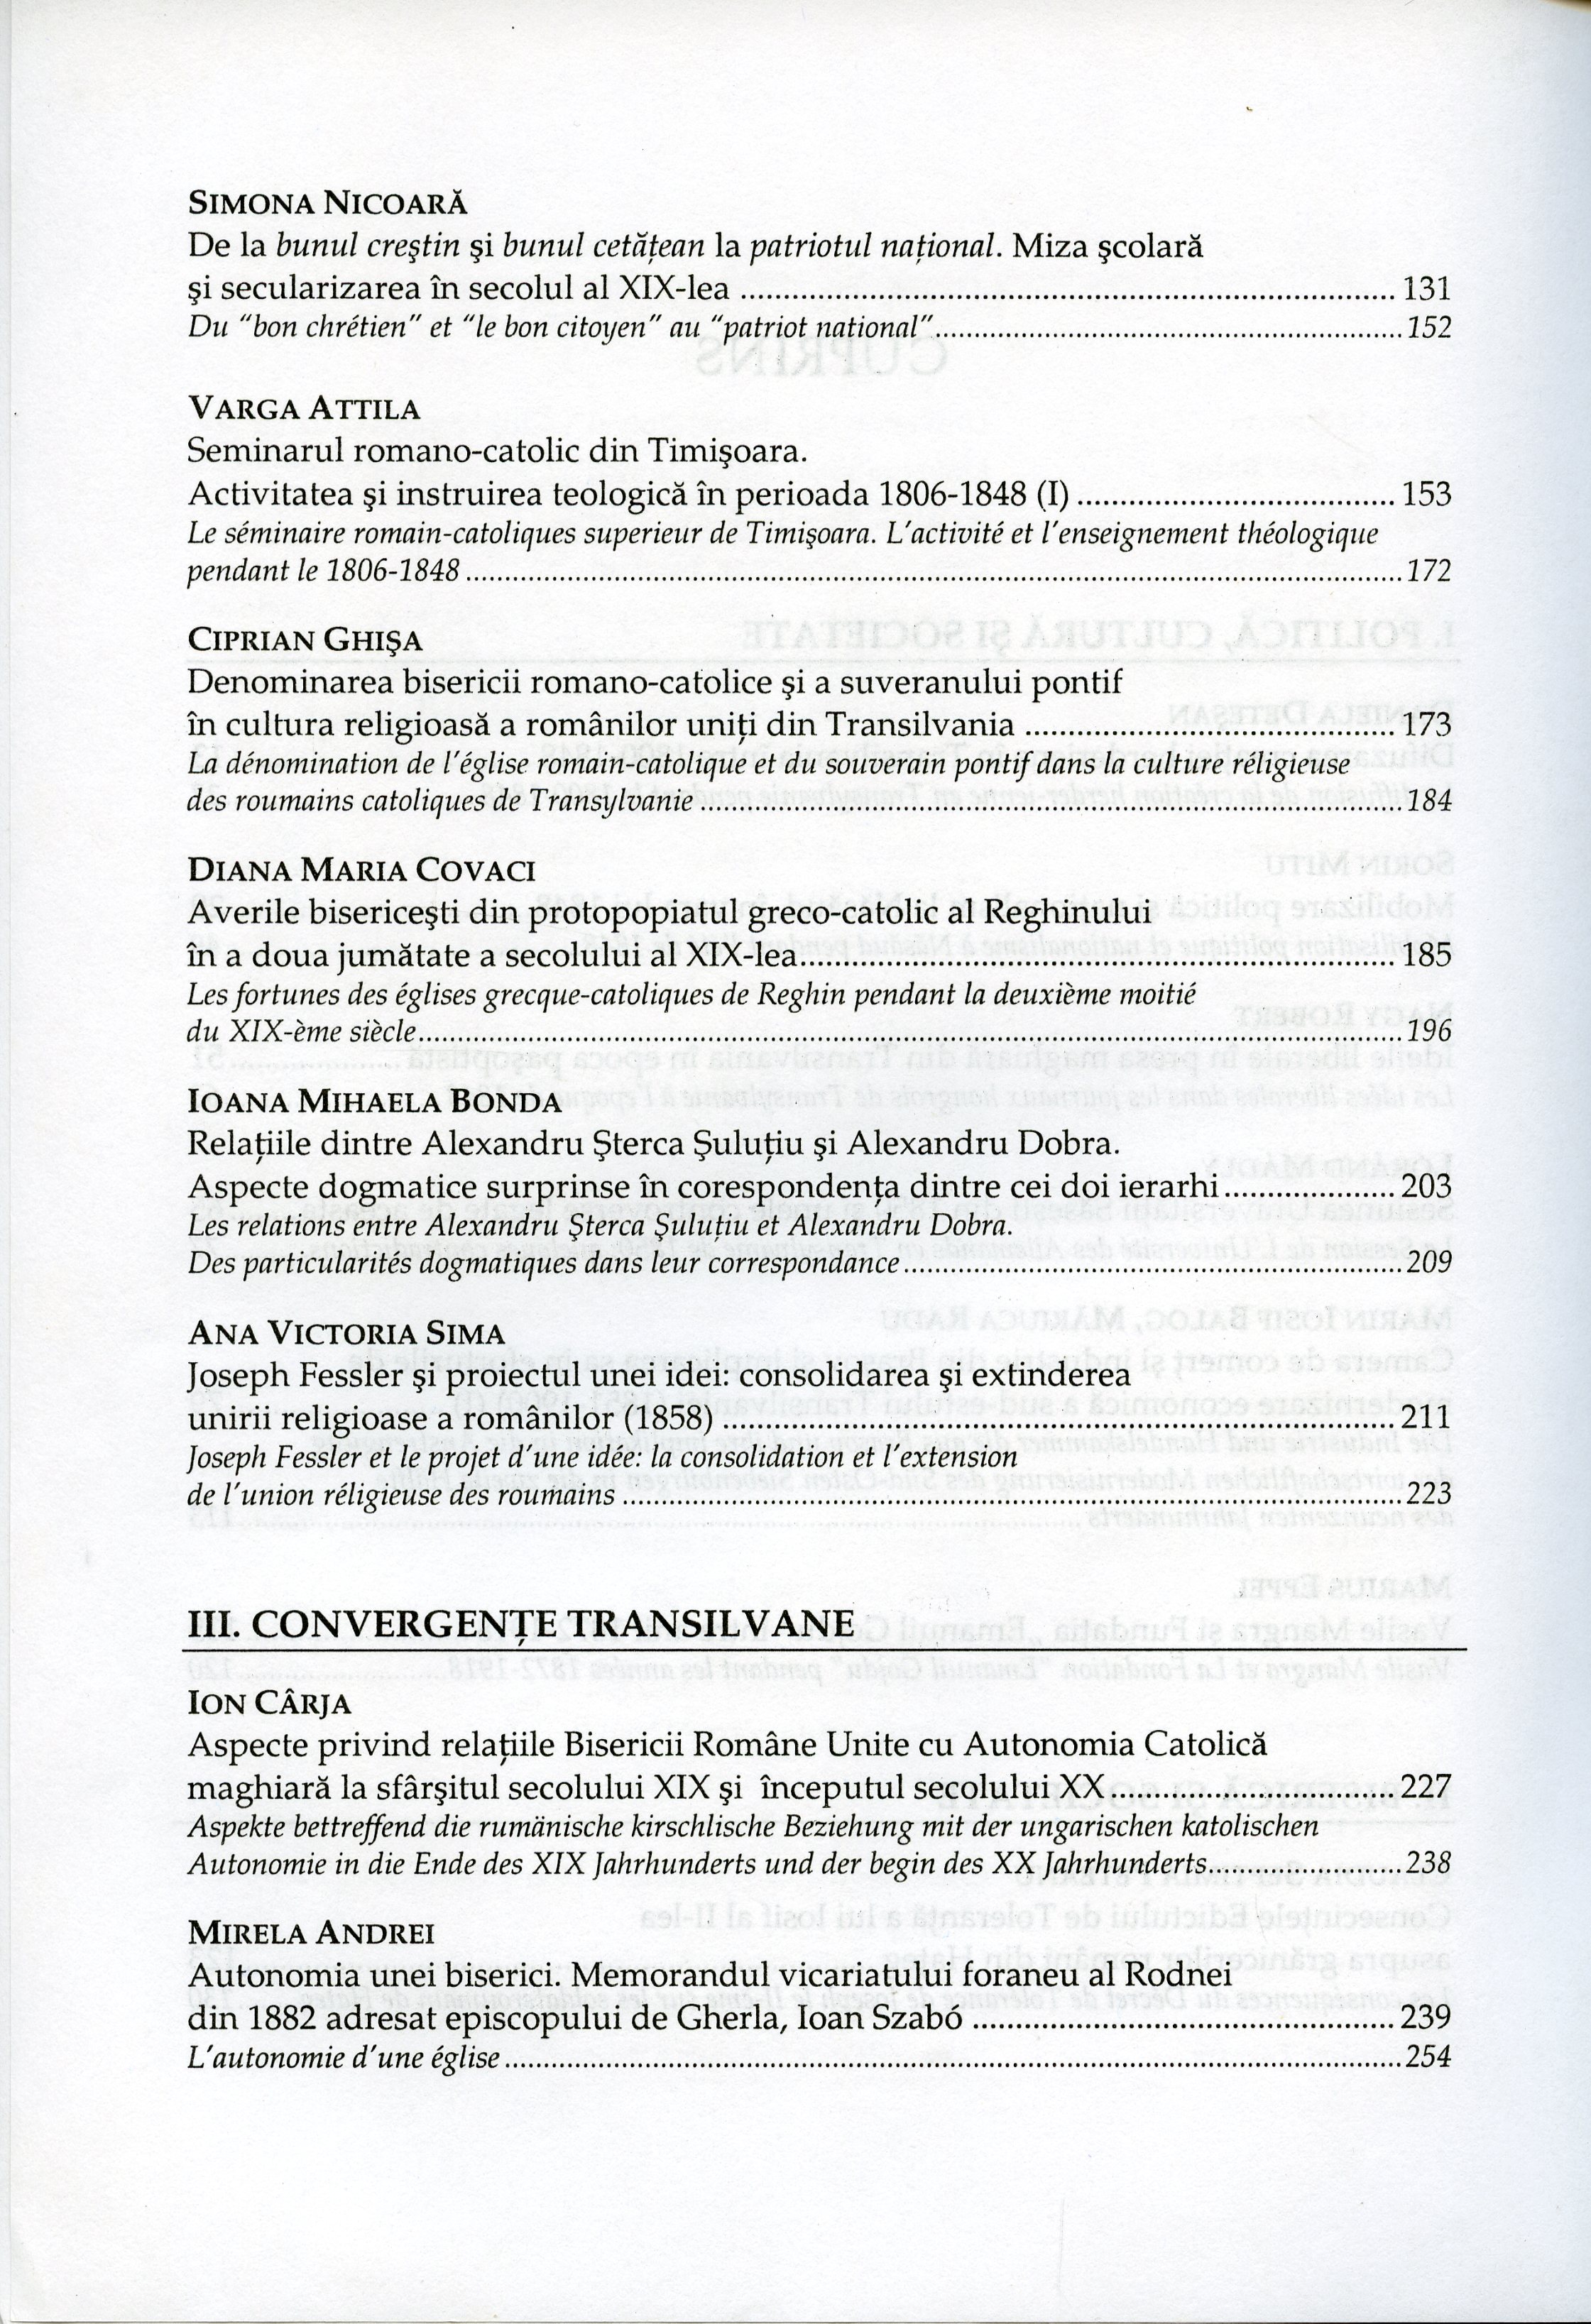 SIMONA NICOARĂ
De la bunul creştin şi bunul cetăţean la patriotul naţional. Miza şcolară
şi secularizarea în secolul al XIX-lea ........ 131
Du "bon chrétien" et "le bon citoyen" au "patriot national" ........ 152
VARGA ATTILA
Seminarul romano-catolic din Timişoara.
Activitatea şi instruirea teologică în perioada 1806-1848 (I) ........ 153
Le séminaire romain-catoliques superieur de Timişoara. L'activité et l'enseignement théologique
pendant le 1806-1848 ........ 172
CIPRIAN GHIŞA
Denominarea bisericii romano-catolice şi a suveranului pontif
în cultura religioasă a românilor uniţi din Transilvania ........ 173
La dénomination de l'église romain-catolique et du souverain pontif dans la culture réligieuse
des roumains catoliques de Transylvanie ........ 184
DIANA MARIA COVACI
Averile bisericeşti din protopopiatul greco-catolic al Reghinului
în a doua jumătate a secolului al XIX-lea ........ 185
Les fortunes des églises grecque-catoliques de Reghin pendant la deuxième moitié
du XIX-ème siècle ........ 196
IOANA MIHAELA BONDA
Relaţiile dintre Alexandru Şterca Şuluţiu şi Alexandru Dobra.
Aspecte dogmatice surprinse în corespondenţa dintre cei doi ierarhi ........ 203
Les relations entre Alexandru Şterca Şuluţiu et Alexandru Dobra.
Des particularités dogmatiques dans leur correspondance ........ 209
ANA VICTORIA SIMA
Joseph Fessler şi proiectul unei idei: consolidarea şi extinderea
unirii religioase a românilor (1858) ........ 211
Joseph Fessler et le projet d'une idée: la consolidation et l'extension
de l'union réligieuse des roumains ........ 223
III. CONVERGENŢE TRANSILVANE
ION CÂRJA
Aspecte privind relaţiile Bisericii Române Unite cu Autonomia Catolică
maghiară la sfârşitul secolului XIX şi începutul secolului XX ........ 227
Aspekte bettreffend die rumänische kirschlische Beziehung mit der ungarischen katolischen
Autonomie in die Ende des XIX Jahrhunderts und der begin des XX Jahrhunderts ........ 238
MIRELA ANDREI
Autonomia unei biserici. Memorandul vicariatului foraneu al Rodnei
din 1882 adresat episcopului de Gherla, Ioan Szabó ........ 239
L'autonomie d'une église ........ 254